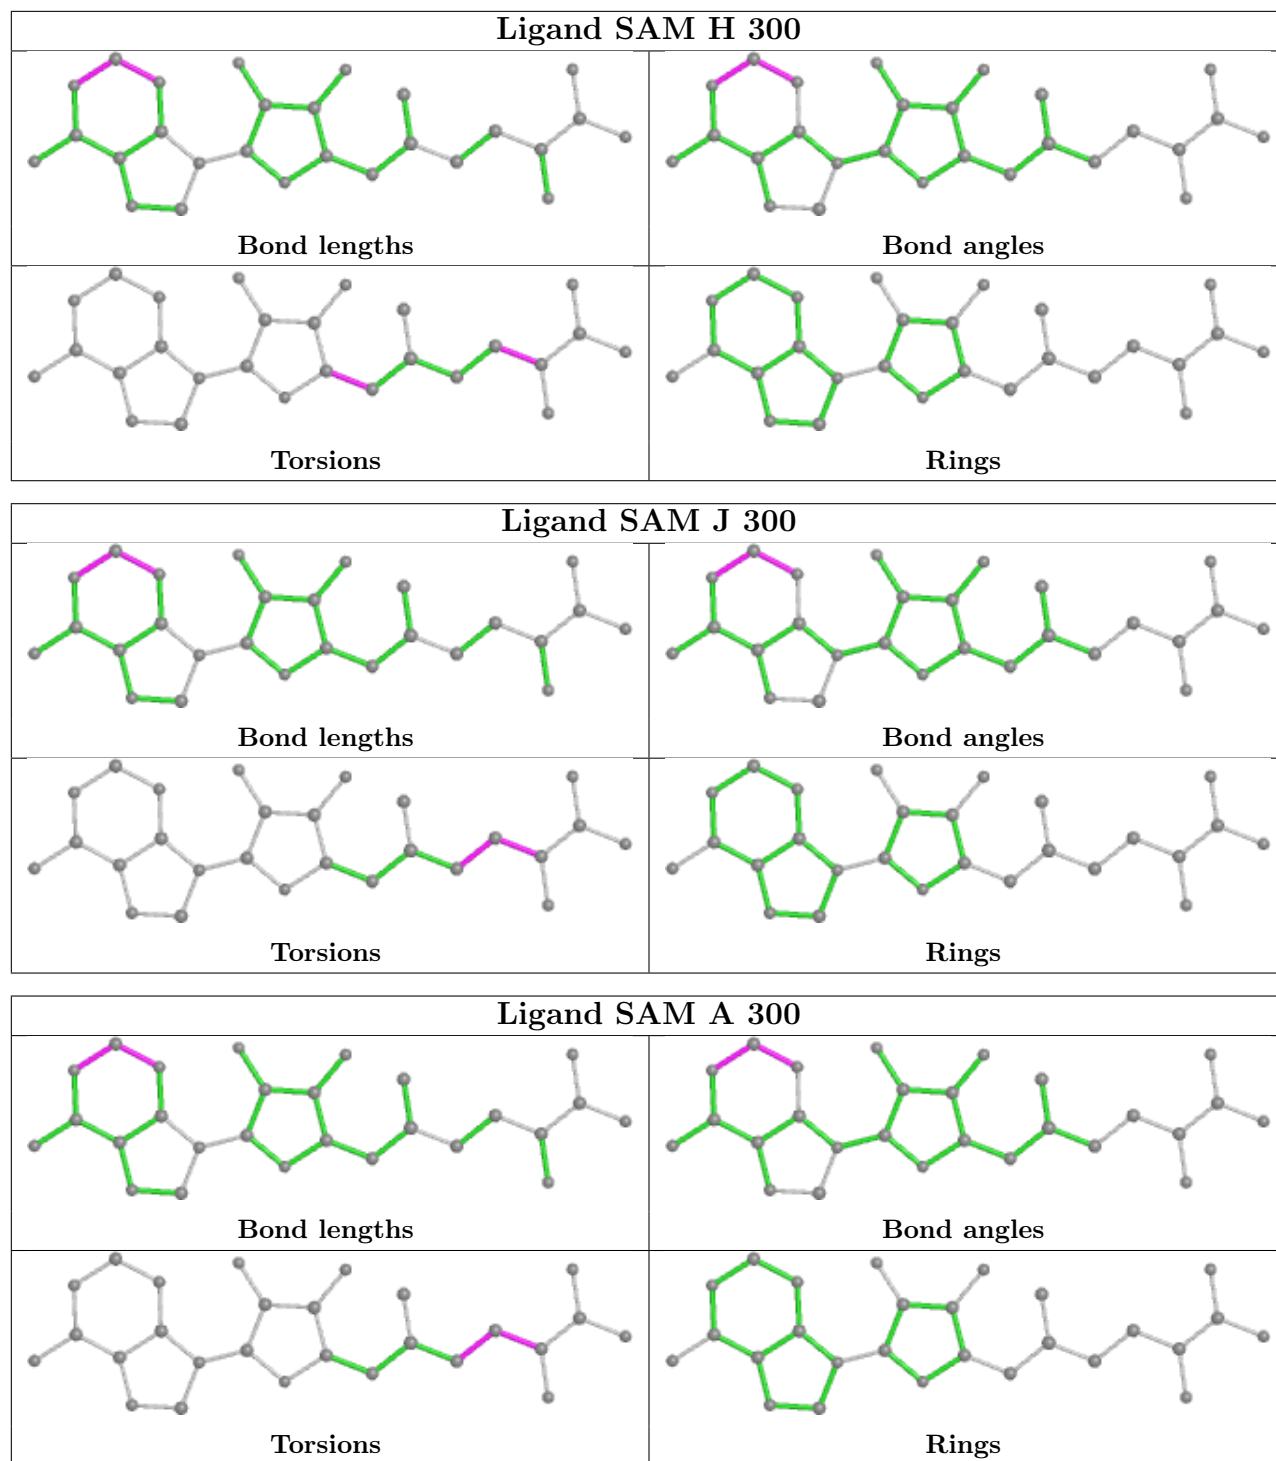 Ligand SAM H 300
Bond lengths
Bond angles
Torsions
Rings
Ligand SAM J 300
Bond lengths
Bond angles
Torsions
Rings
Ligand SAM A 300
Bond lengths
Bond angles
Torsions
Rings